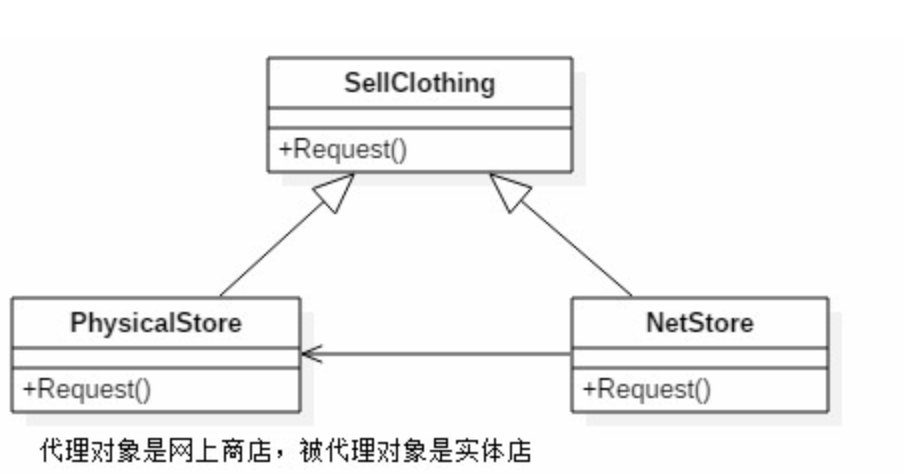 SellClothing
+Request()
PhysicalStore
+Request()
NetStore
+Request()
代理对象是网上商店，被代理对象是实体店